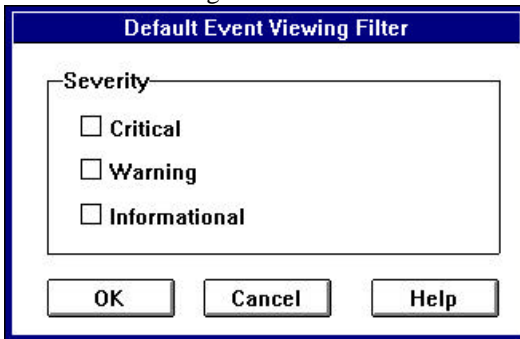 Default Event Viewing Filter
Severity
Critical
Warning
Informational
OK Cancel Help